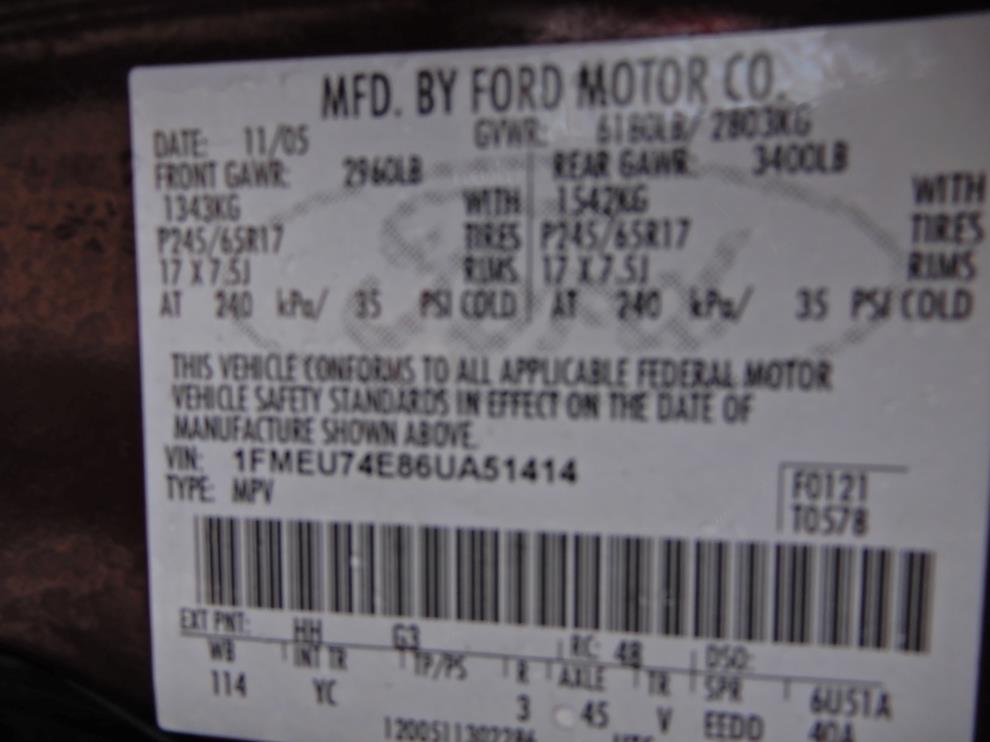 MFD. BY FORD MOTOR CO.
DATE: 11/05 GVWR: 6180LB/ 2803KG
FRONT GAWR: 2960LB REAR GAWR: 3400LB
1343KG WITH 1542KG WITH
P245/65R17 TIRES P245/65R17 TIRES
17 X 7.5J RIMS 17 X 7.5J RIMS
AT 240 kPa/ 35 PSI COLD AT 240 kPa/ 35 PSI COLD
THIS VEHICLE CONFORMS TO ALL APPLICABLE FEDERAL MOTOR
VEHICLE SAFETY STANDARDS IN EFFECT ON THE DATE OF
MANUFACTURE SHOWN ABOVE.
VIN: 1FMEU74E86UA51414
TYPE: MPV
F0121
T0578
EXT PNT: HH G3 RC: 48 DSO:
WB INT TR TP/PS R AXLE TR SPR 6U51A
114 YC 3 45 V EEDD 40A